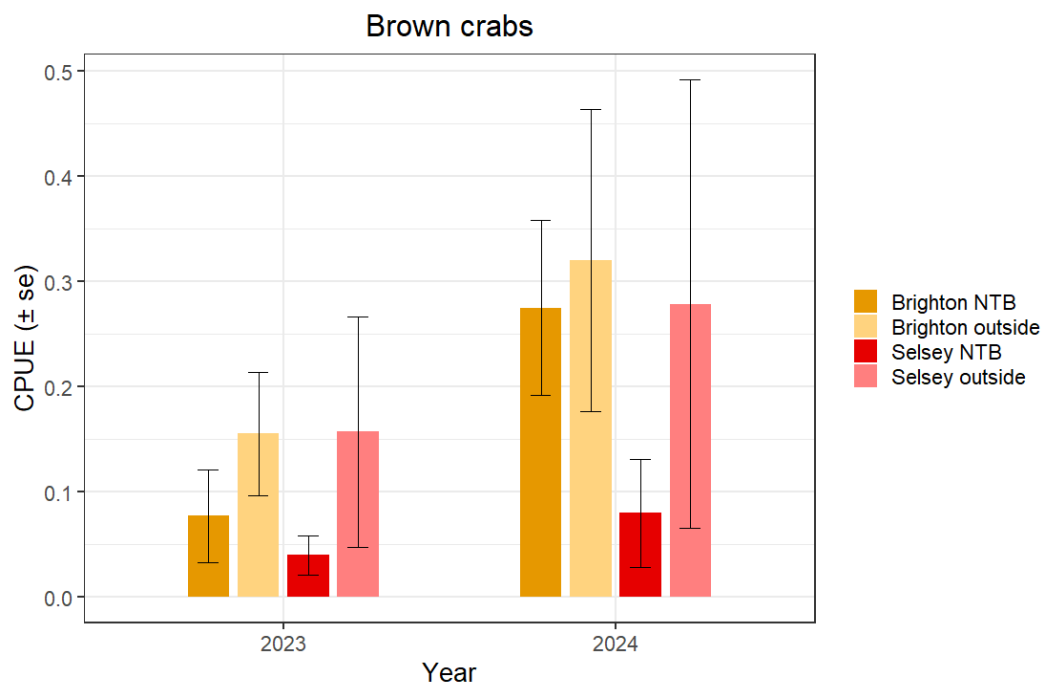 Brown crabs
CPUE (± se)
0.5
0.4
0.3
0.2
0.1
0.0
2023
2024
Year
Brighton NTB
Brighton outside
Selsey NTB
Selsey outside